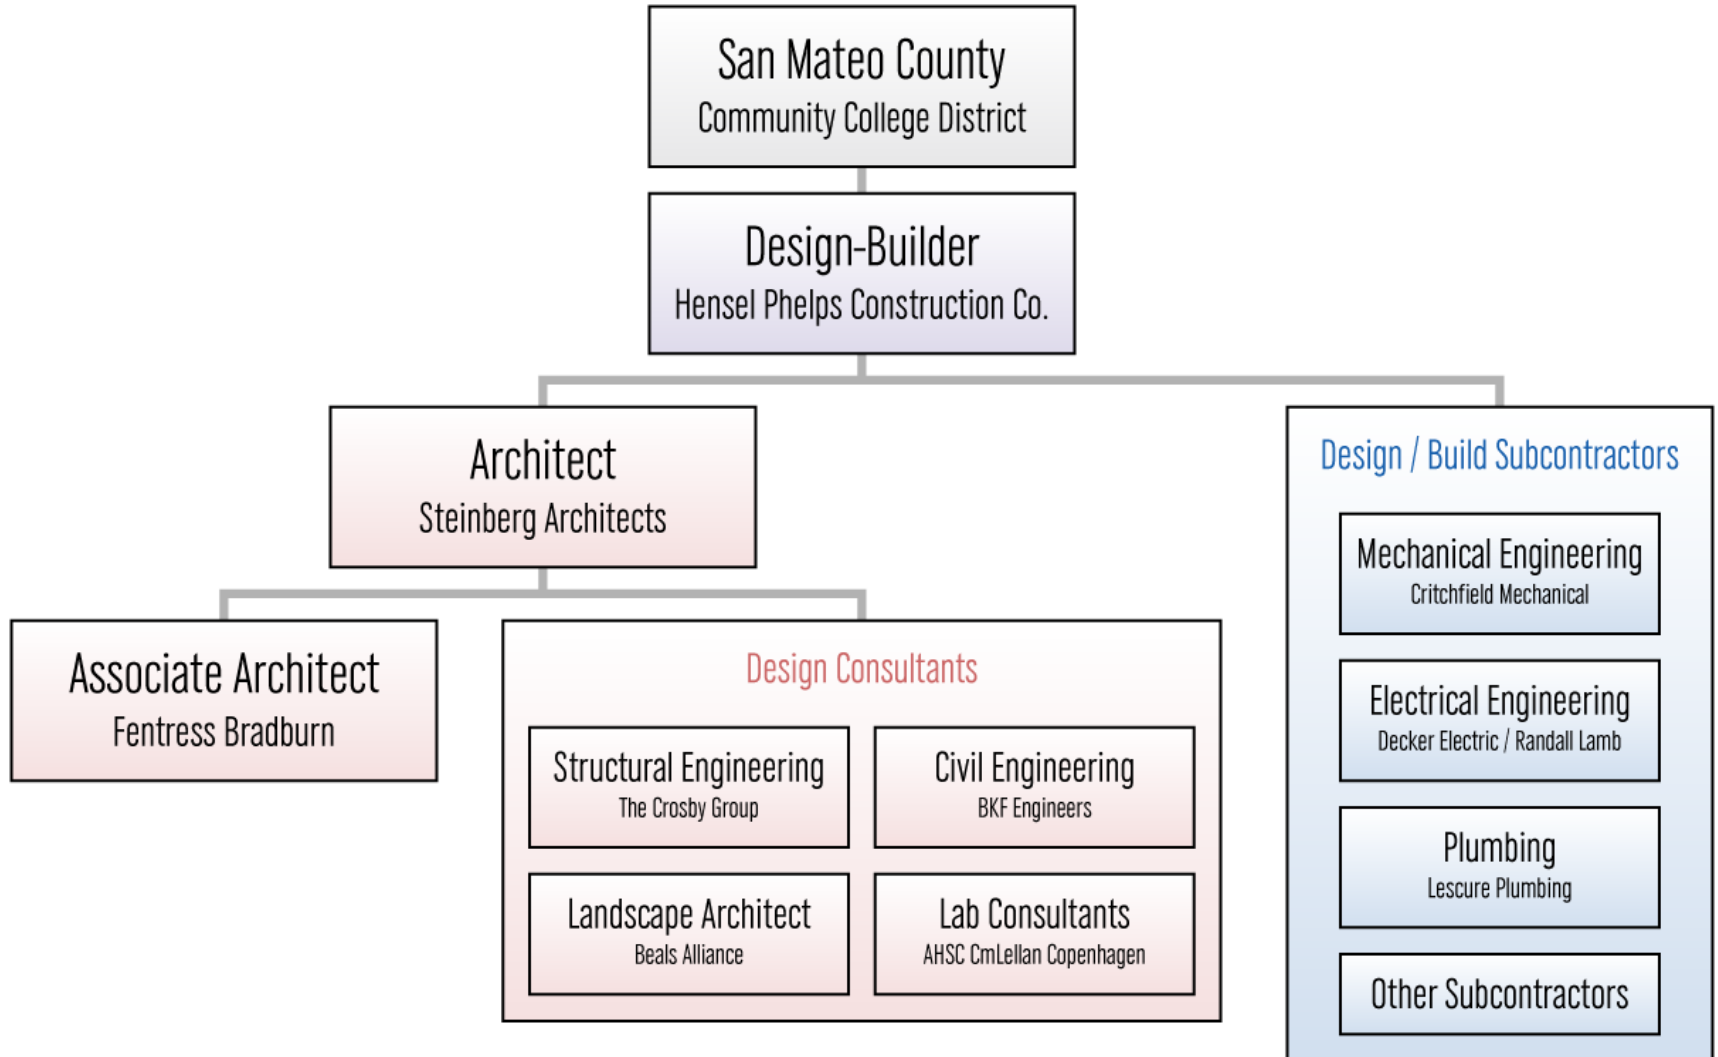 San Mateo County
Community College District
Design-Builder
Hensel Phelps Construction Co.
Architect
Steinberg Architects
Associate Architect
Fentress Bradburn
Design Consultants
Structural Engineering
The Crosby Group
Civil Engineering
BKF Engineers
Landscape Architect
Beals Alliance
Lab Consultants
AHSC CmLellan Copenhagen
Design / Build Subcontractors
Mechanical Engineering
Critchfield Mechanical
Electrical Engineering
Decker Electric / Randall Lamb
Plumbing
Lescure Plumbing
Other Subcontractors